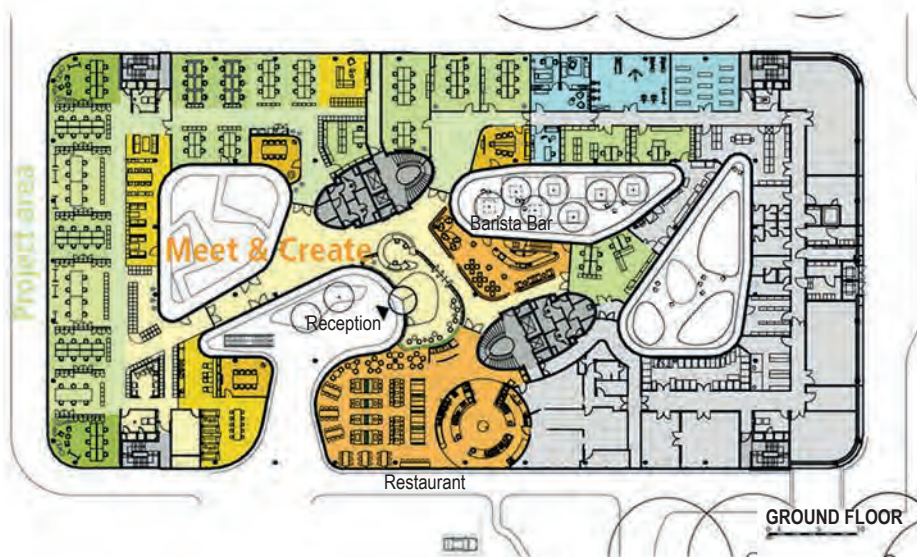 Project area
Barista Bar
Meet & Create
Reception
Restaurant
GROUND FLOOR